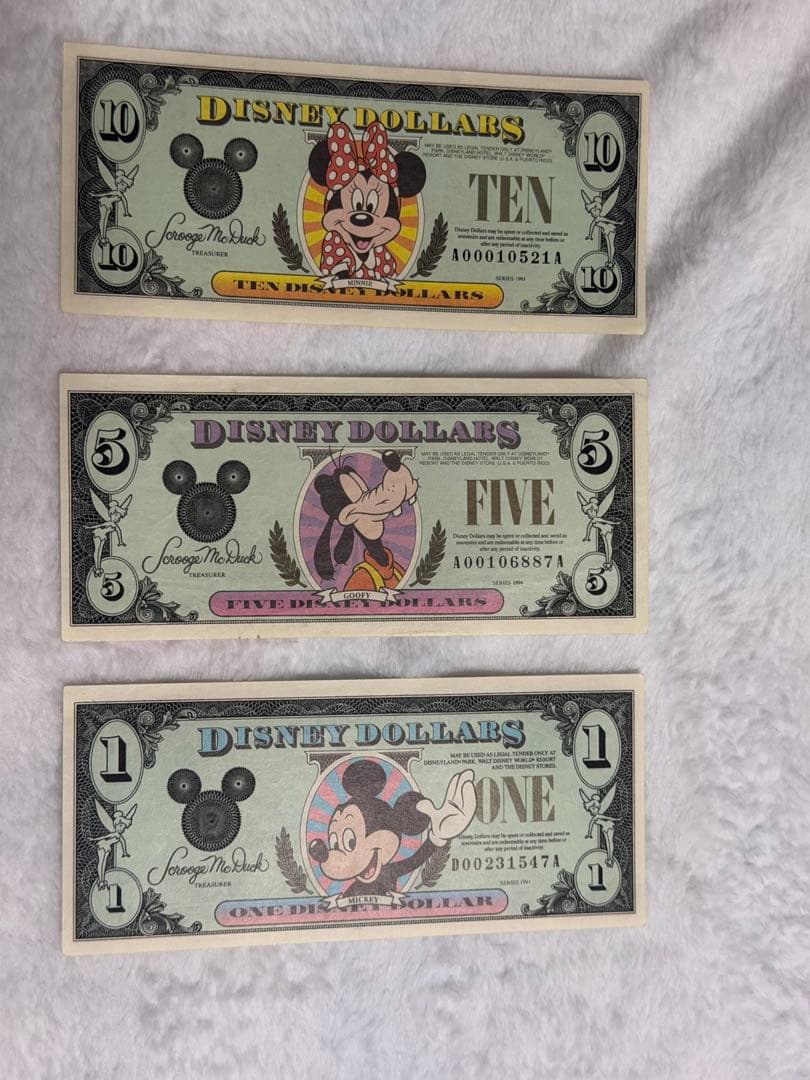 10 DISNEY DOLLARS 10
MAY BE USED AS LEGAL TENDER ONLY AT DISNEYLAND®
PARK, DISNEYLAND HOTEL, WALT DISNEY WORLD®
RESORT AND THE DISNEY STORE (U.S.A. & PUERTO RICO)
TEN
Disney Dollars may be spent or collected and saved as
souvenirs and are redeemable at any time before or
after any period of inactivity.
Scrooge McDuck
TREASURER
A00010521A
10 MINNIE SERIES 1993 10
TEN DISNEY DOLLARS
5 DISNEY DOLLARS 5
MAY BE USED AS LEGAL TENDER ONLY AT DISNEYLAND®
PARK, DISNEYLAND HOTEL, WALT DISNEY WORLD®
RESORT AND THE DISNEY STORE (U.S.A. & PUERTO RICO)
FIVE
Disney Dollars may be spent or collected and saved as
souvenirs and are redeemable at any time before or
after any period of inactivity.
Scrooge McDuck
TREASURER
A00106887A
5 GOOFY SERIES 1994 5
FIVE DISNEY DOLLARS
1 DISNEY DOLLARS 1
MAY BE USED AS LEGAL TENDER ONLY AT
DISNEYLAND® PARK, WALT DISNEY WORLD® RESORT
AND THE DISNEY STORES.
ONE
Disney Dollars may be spent or collected and saved as
souvenirs and are redeemable at any time before or
after any period of inactivity.
Scrooge McDuck
TREASURER
D00231547A
1 MICKEY SERIES 1991 1
ONE DISNEY DOLLAR